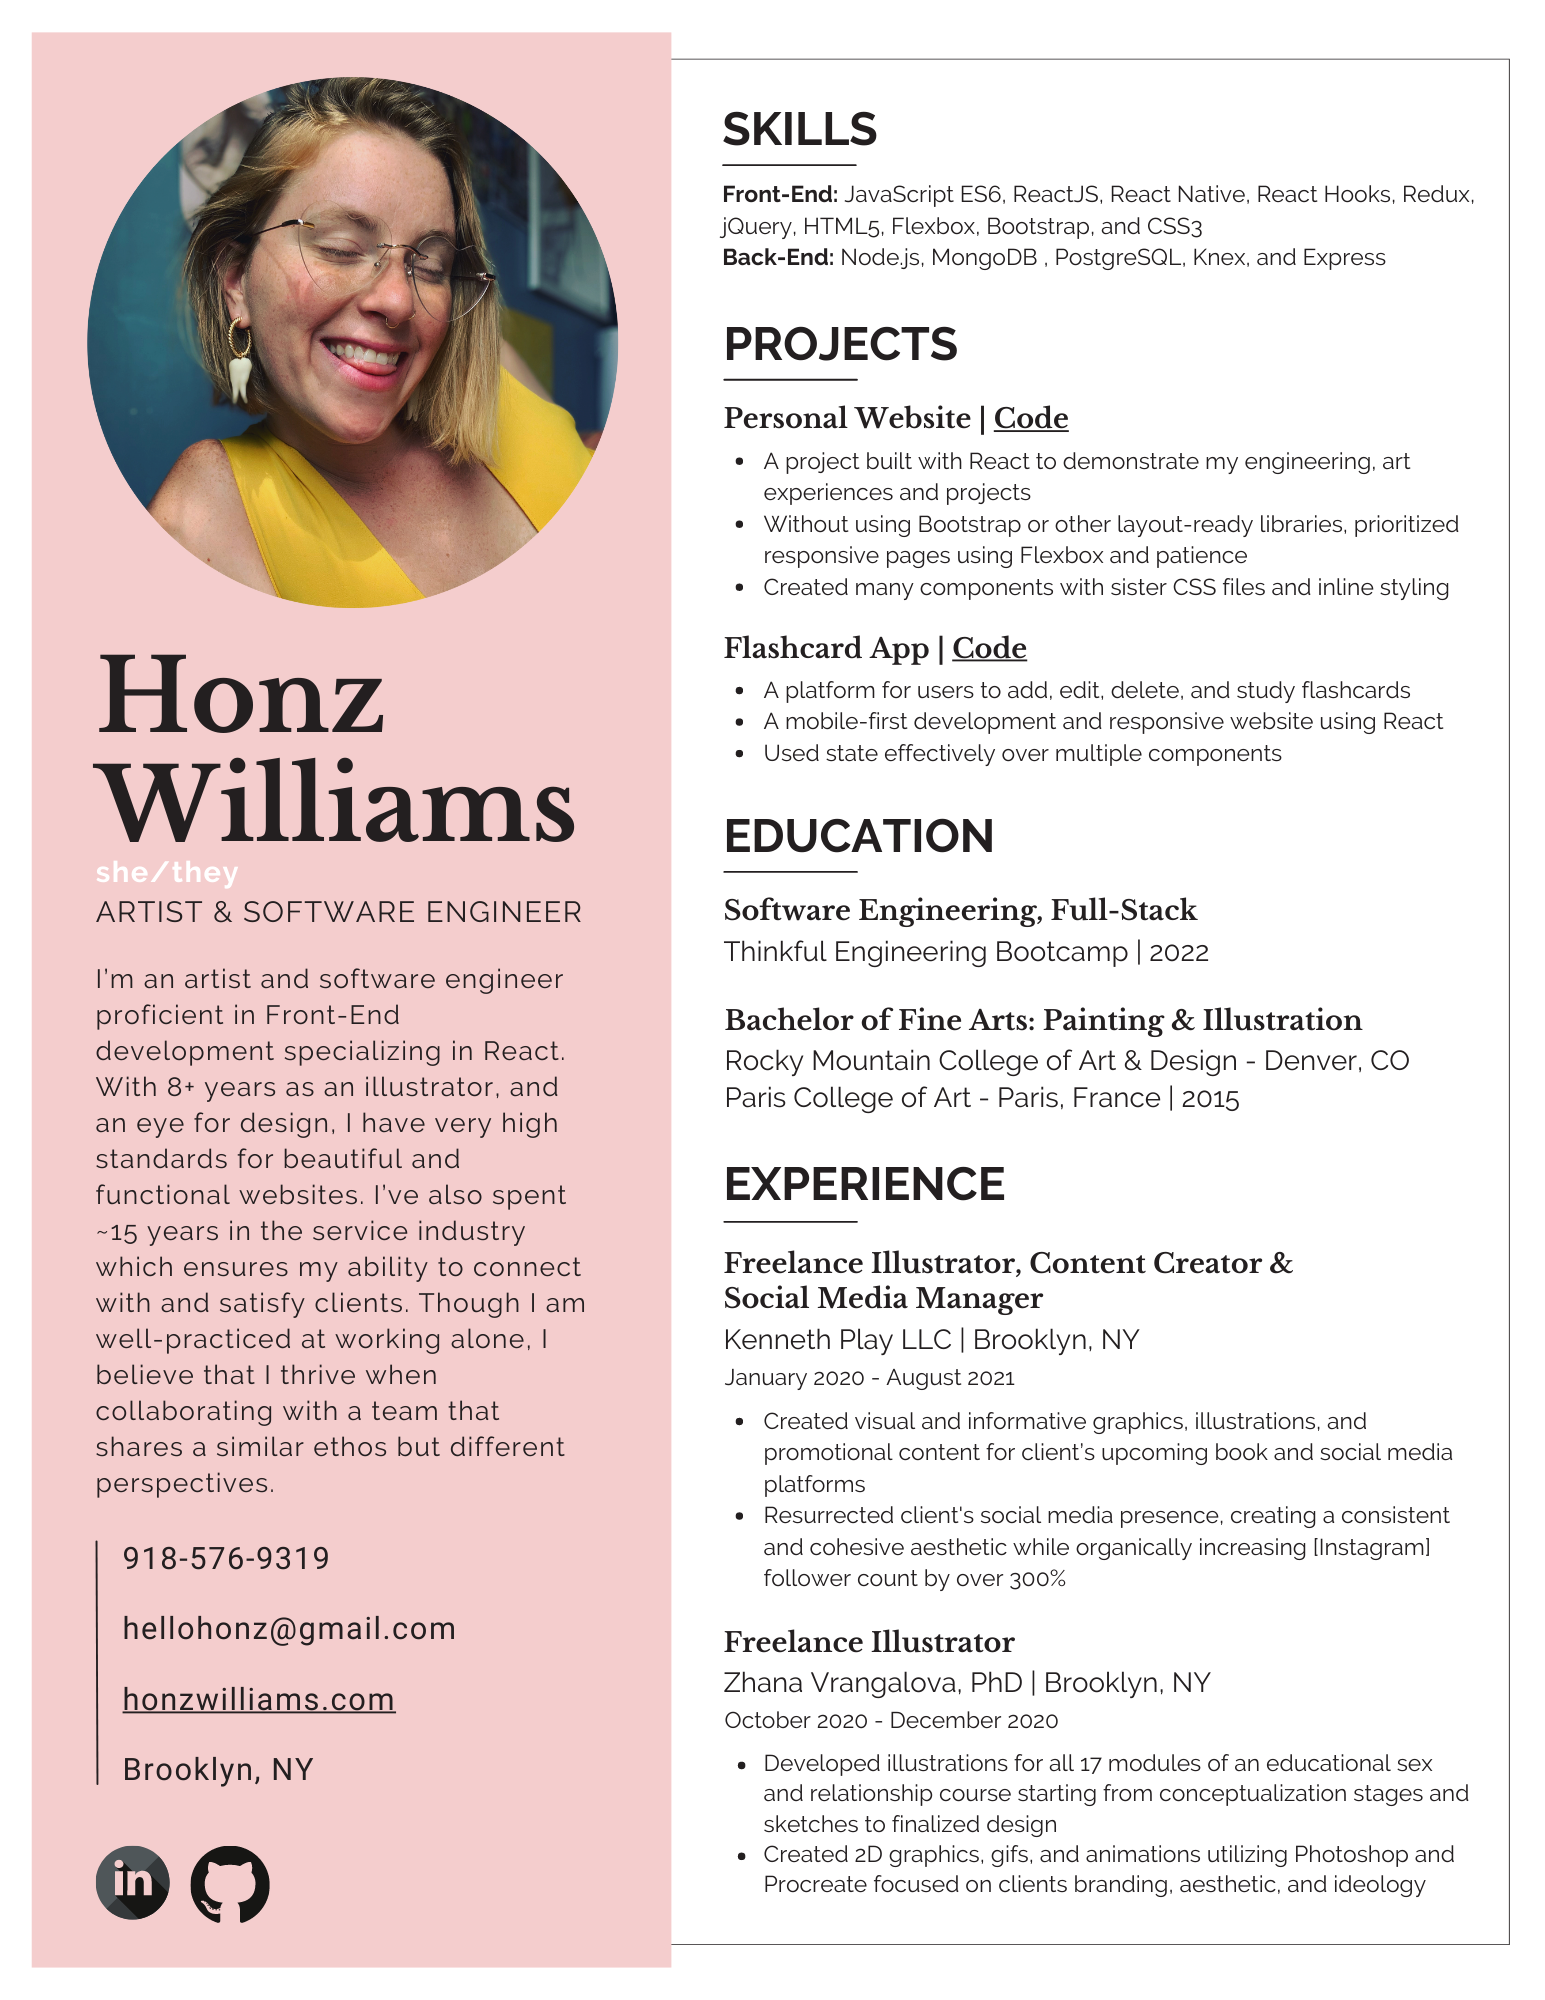 Honz
Williams
she/they
ARTIST & SOFTWARE ENGINEER
I'm an artist and software engineer
proficient in Front-End
development specializing in React.
With 8+ years as an illustrator, and
an eye for design, I have very high
standards for beautiful and
functional websites. I've also spent
~15 years in the service industry
which ensures my ability to connect
with and satisfy clients. Though I am
well-practiced at working alone, I
believe that I thrive when
collaborating with a team that
shares a similar ethos but different
perspectives.
918-576-9319
hellohonz@gmail.com
honzwilliams.com
Brooklyn, NY
in
SKILLS
Front-End: JavaScript ES6, ReactJS, React Native, React Hooks, Redux,
jQuery, HTML5, Flexbox, Bootstrap, and CSS3
Back-End: Node.js, MongoDB , PostgreSQL, Knex, and Express
PROJECTS
Personal Website | Code
• A project built with React to demonstrate my engineering, art
experiences and projects
• Without using Bootstrap or other layout-ready libraries, prioritized
responsive pages using Flexbox and patience
• Created many components with sister CSS files and inline styling
Flashcard App | Code
• A platform for users to add, edit, delete, and study flashcards
• A mobile-first development and responsive website using React
• Used state effectively over multiple components
EDUCATION
Software Engineering, Full-Stack
Thinkful Engineering Bootcamp | 2022
Bachelor of Fine Arts: Painting & Illustration
Rocky Mountain College of Art & Design - Denver, CO
Paris College of Art - Paris, France | 2015
EXPERIENCE
Freelance Illustrator, Content Creator &
Social Media Manager
Kenneth Play LLC | Brooklyn, NY
January 2020 - August 2021
• Created visual and informative graphics, illustrations, and
promotional content for client's upcoming book and social media
platforms
• Resurrected client's social media presence, creating a consistent
and cohesive aesthetic while organically increasing [Instagram]
follower count by over 300%
Freelance Illustrator
Zhana Vrangalova, PhD | Brooklyn, NY
October 2020 - December 2020
• Developed illustrations for all 17 modules of an educational sex
and relationship course starting from conceptualization stages and
sketches to finalized design
• Created 2D graphics, gifs, and animations utilizing Photoshop and
Procreate focused on clients branding, aesthetic, and ideology